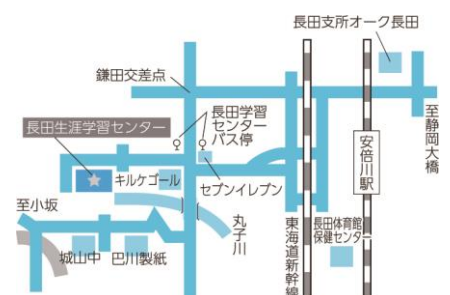 長田支所オーク長田
鎌田交差点
長田学習
センター
バス停
長田生涯学習センター
至静岡大橋
安倍川駅
キルケゴール
セブンイレブン
至小坂
丸子川
東海道新幹線
長田体育館
保健センター
城山中
巴川製紙